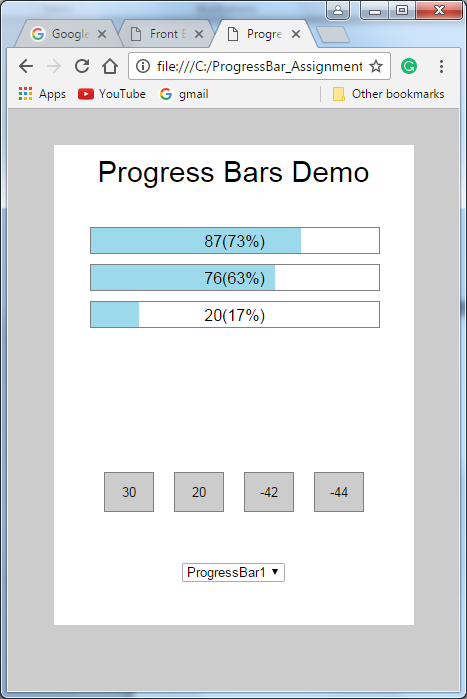 Google
Front E
Progre
file:///C:/ProgressBar_Assignment
Apps
YouTube
gmail
Other bookmarks
Progress Bars Demo
87(73%)
76(63%)
20(17%)
30
20
-42
-44
ProgressBar1